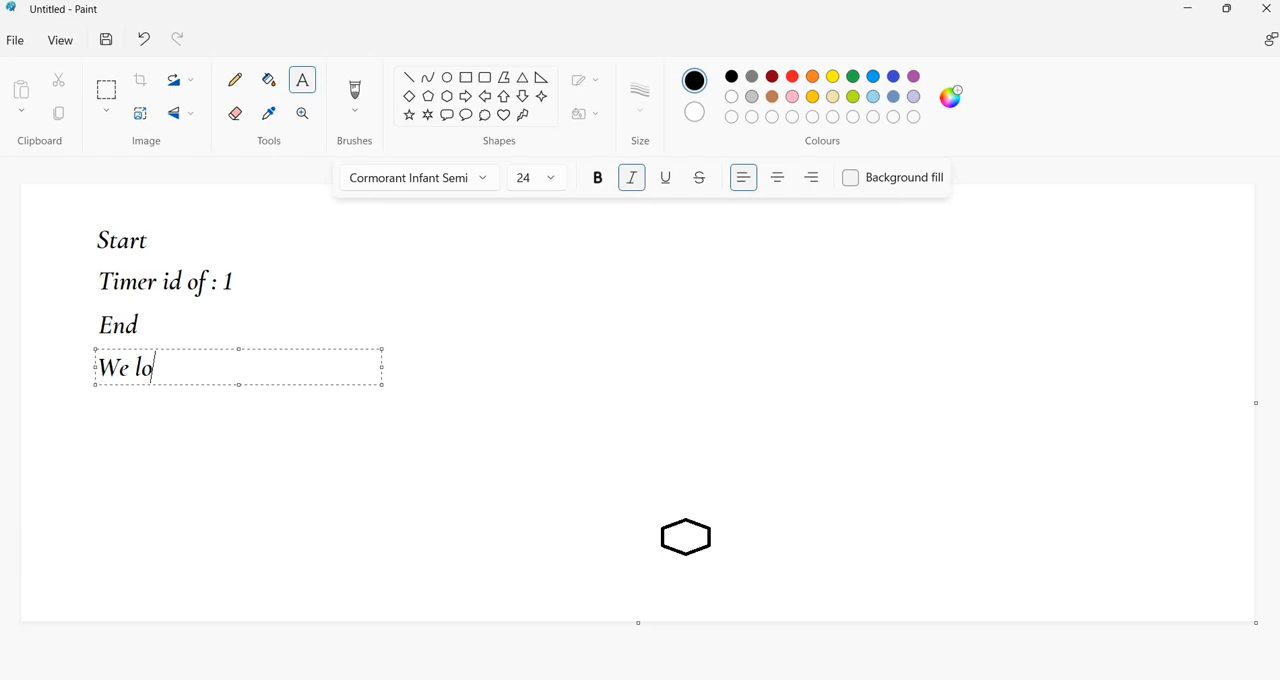 Untitled - Paint
File View
Clipboard Image Tools Brushes Shapes Size Colours
Cormorant Infant Semi 24 B I U S Background fill
Start
Timer id of : 1
End
We lo